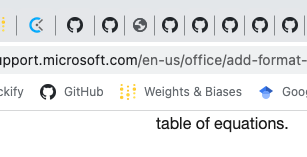 upport.microsoft.com/en-us/office/add-format-
ckify GitHub Weights & Biases Goog
table of equations.